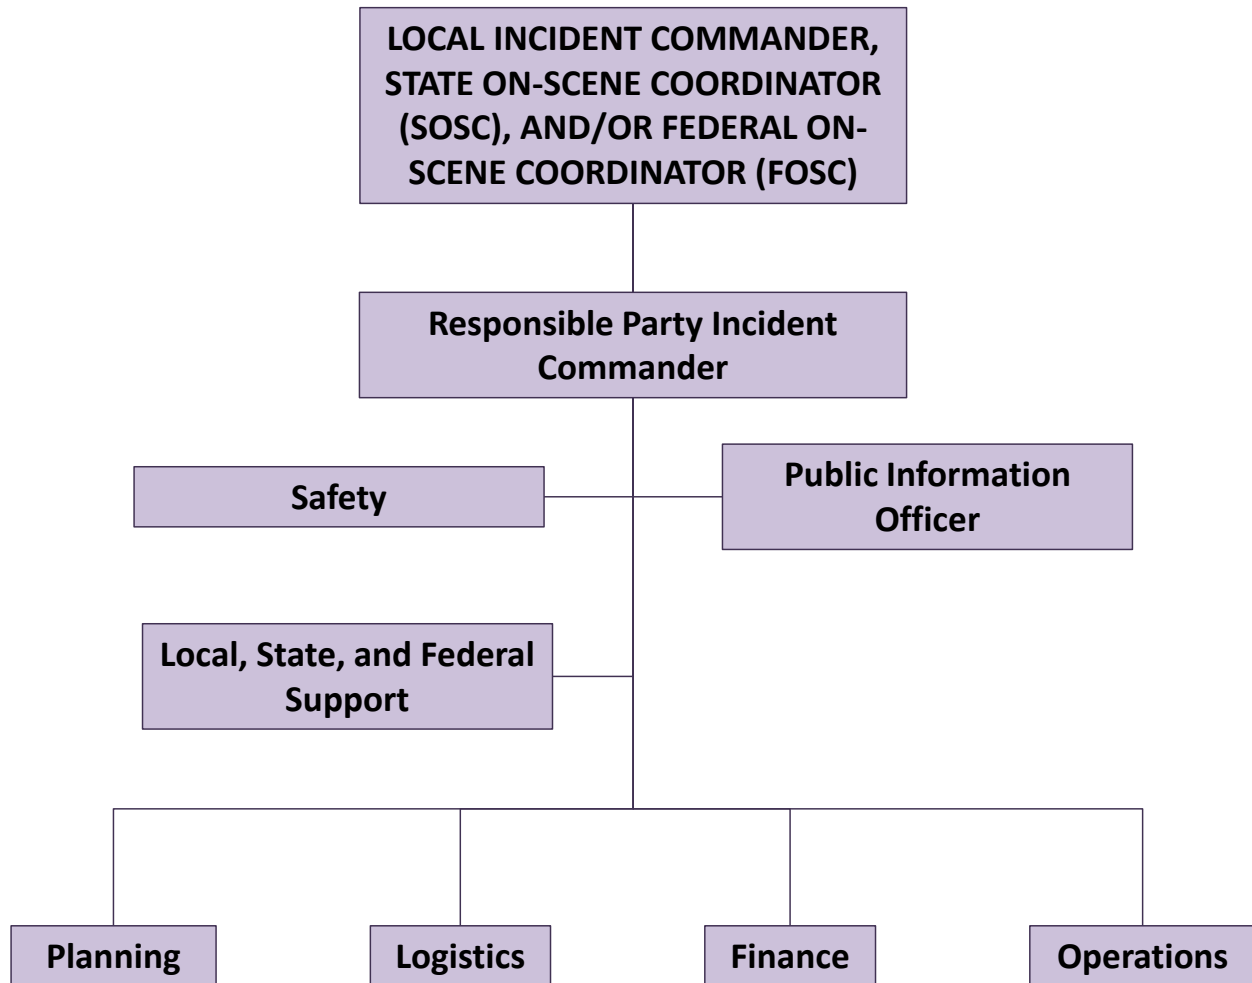 LOCAL INCIDENT COMMANDER,
STATE ON-SCENE COORDINATOR
(SOSC), AND/OR FEDERAL ON-
SCENE COORDINATOR (FOSC)
Responsible Party Incident
Commander
Safety
Public Information
Officer
Local, State, and Federal
Support
Planning
Logistics
Finance
Operations